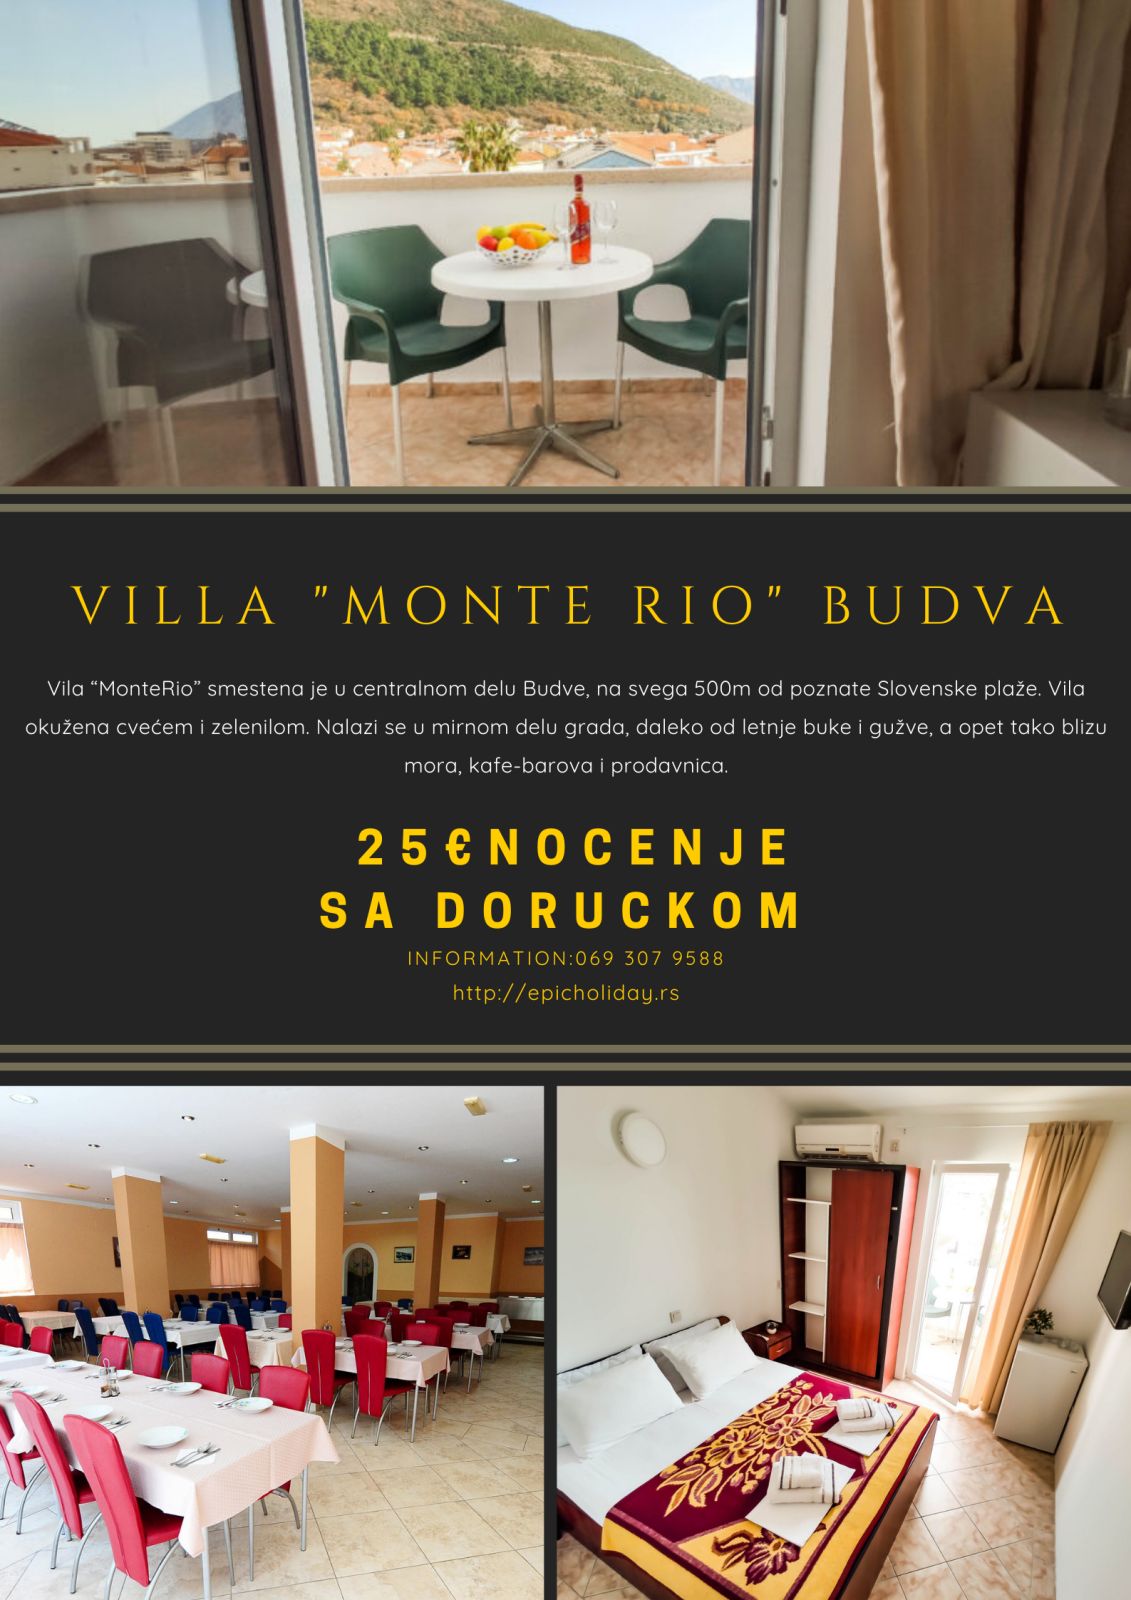 VILLA "MONTE RIO" BUDVA
Vila “MonteRio” smestena je u centralnom delu Budve, na svega 500m od poznate Slovenske plaže. Vila
okužena cvećem i zelenilom. Nalazi se u mirnom delu grada, daleko od letnje buke i gužve, a opet tako blizu
mora, kafe-barova i prodavnica.
25€NOCENJE
SA DORUCKOM
INFORMATION:069 307 9588
http://epicholiday.rs